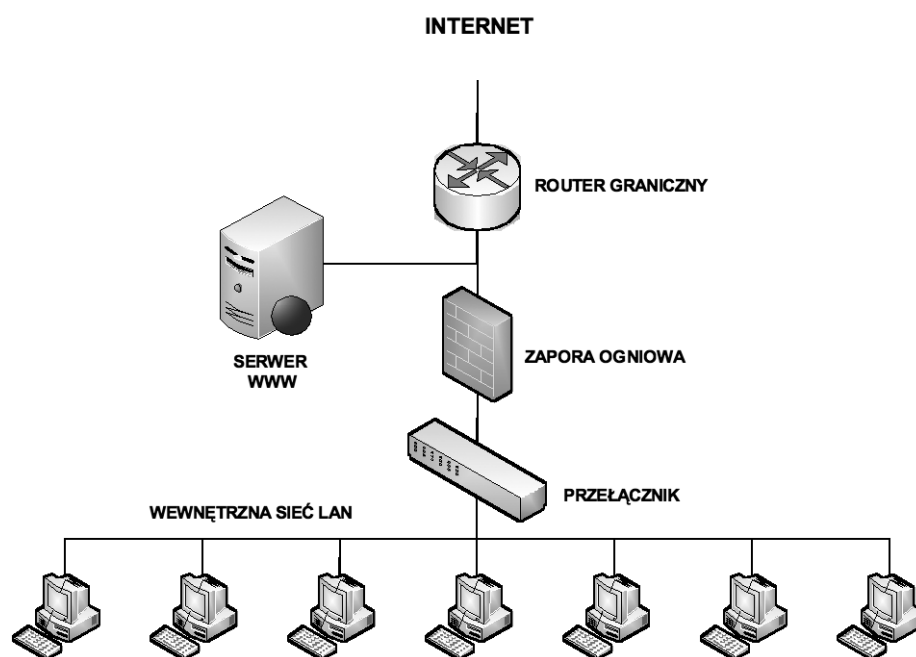 INTERNET
ROUTER GRANICZNY
SERWER
WWW
ZAPORA OGNIOWA
PRZEŁĄCZNIK
WEWNĘTRZNA SIEĆ LAN